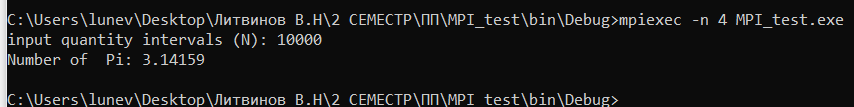 C:\Users\lunev\Desktop\Литвинов В.Н\2 СЕМЕСТР\ПП\MPI_test\bin\Debug>mpiexec -n 4 MPI_test.exe
input quantity intervals (N): 10000
Number of  Pi: 3.14159
C:\Users\lunev\Desktop\Литвинов В.Н\2 СЕМЕСТР\ПП\MPI_test\bin\Debug>